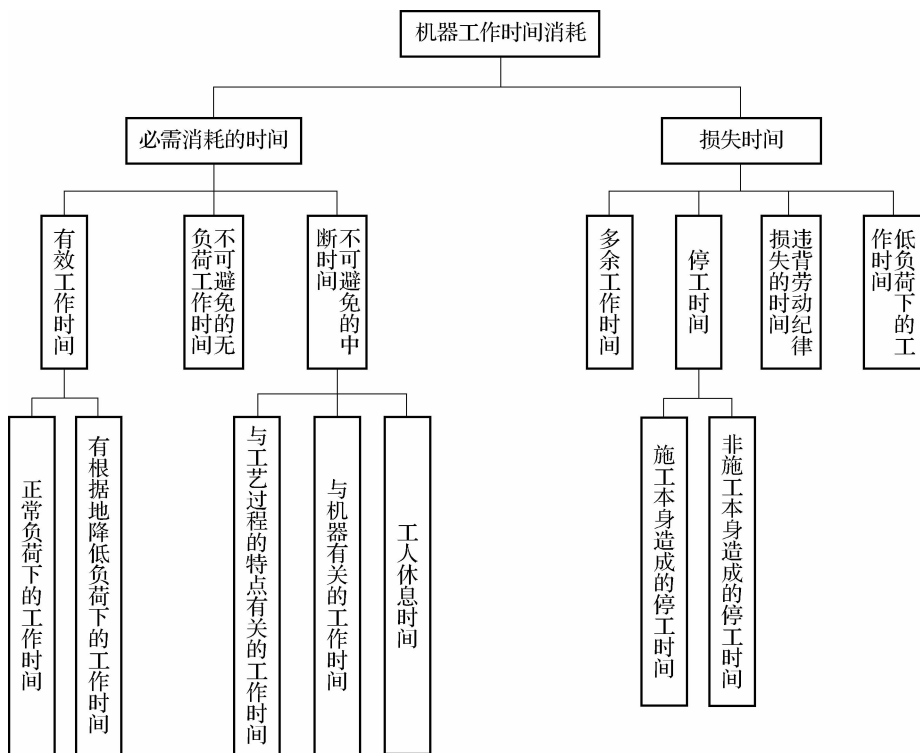 机器工作时间消耗
必需消耗的时间
损失时间
有效工作时间
不可避免的无
负荷工作时间
不可避免的中
断时间
多余工作时间
停工时间
违背劳动纪律
损失的时间
低负荷下的工
作时间
正常负荷下的工作时间
有根据地降低负荷下的工作时间
与工艺过程的特点有关的工作时间
与机器有关的工作时间
工人休息时间
施工本身造成的停工时间
非施工本身造成的停工时间